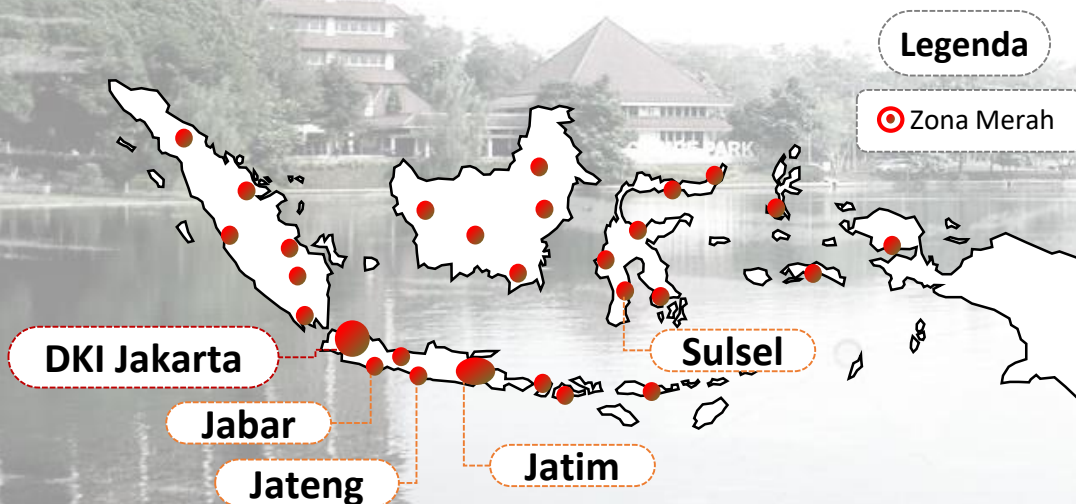 Legenda
Zona Merah
DKI Jakarta
Sulsel
Jabar
Jatim
Jateng